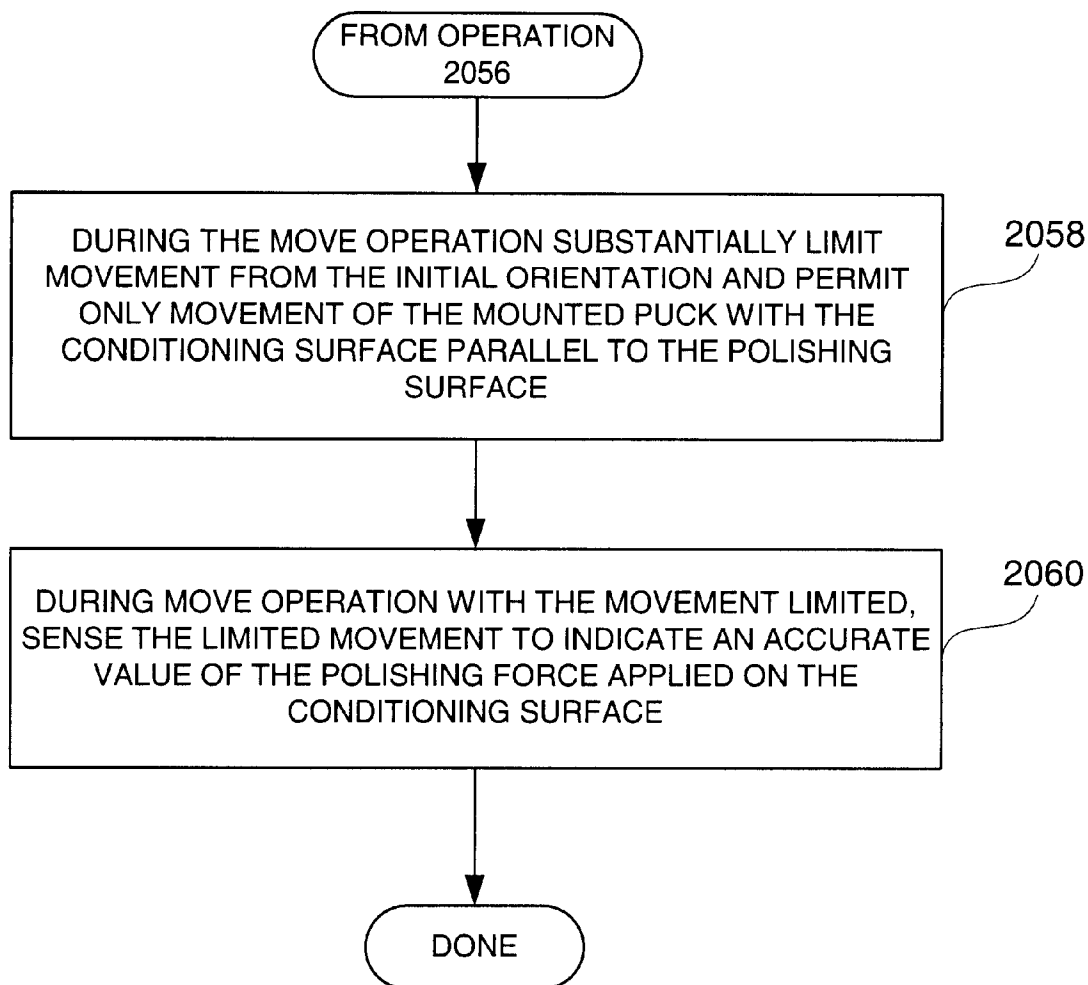 FROM OPERATION
2056
DURING THE MOVE OPERATION SUBSTANTIALLY LIMIT
MOVEMENT FROM THE INITIAL ORIENTATION AND PERMIT
ONLY MOVEMENT OF THE MOUNTED PUCK WITH THE
CONDITIONING SURFACE PARALLEL TO THE POLISHING
SURFACE
2058
DURING MOVE OPERATION WITH THE MOVEMENT LIMITED,
SENSE THE LIMITED MOVEMENT TO INDICATE AN ACCURATE
VALUE OF THE POLISHING FORCE APPLIED ON THE
CONDITIONING SURFACE
2060
DONE